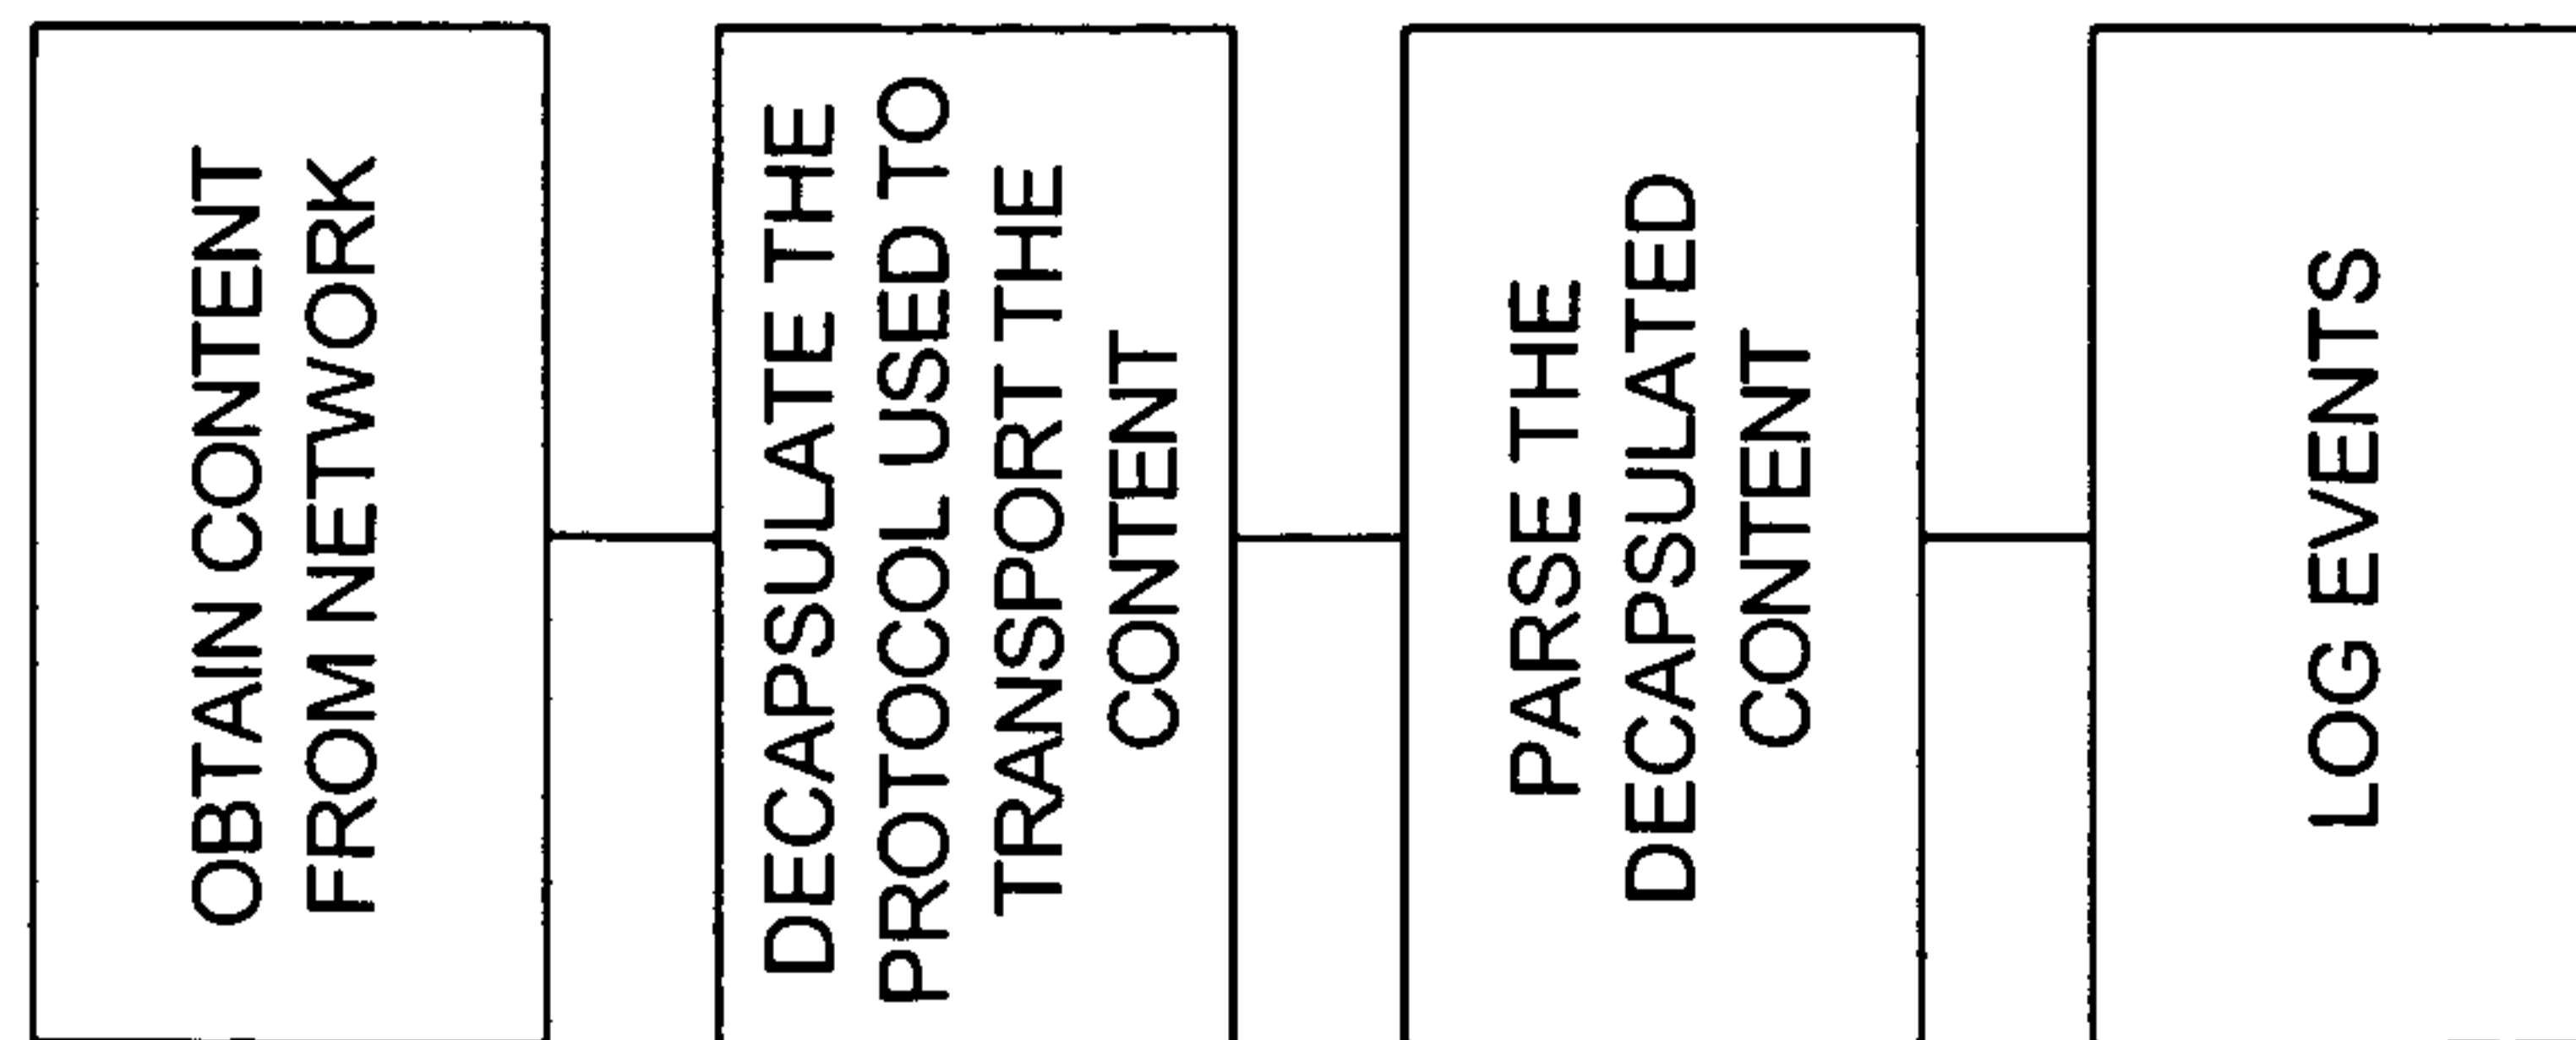 OBTAIN CONTENT
FROM NETWORK
DECAPSULATE THE
PROTOCOL USED TO
TRANSPORT THE
CONTENT
PARSE THE
DECAPSULATED
CONTENT
LOG EVENTS